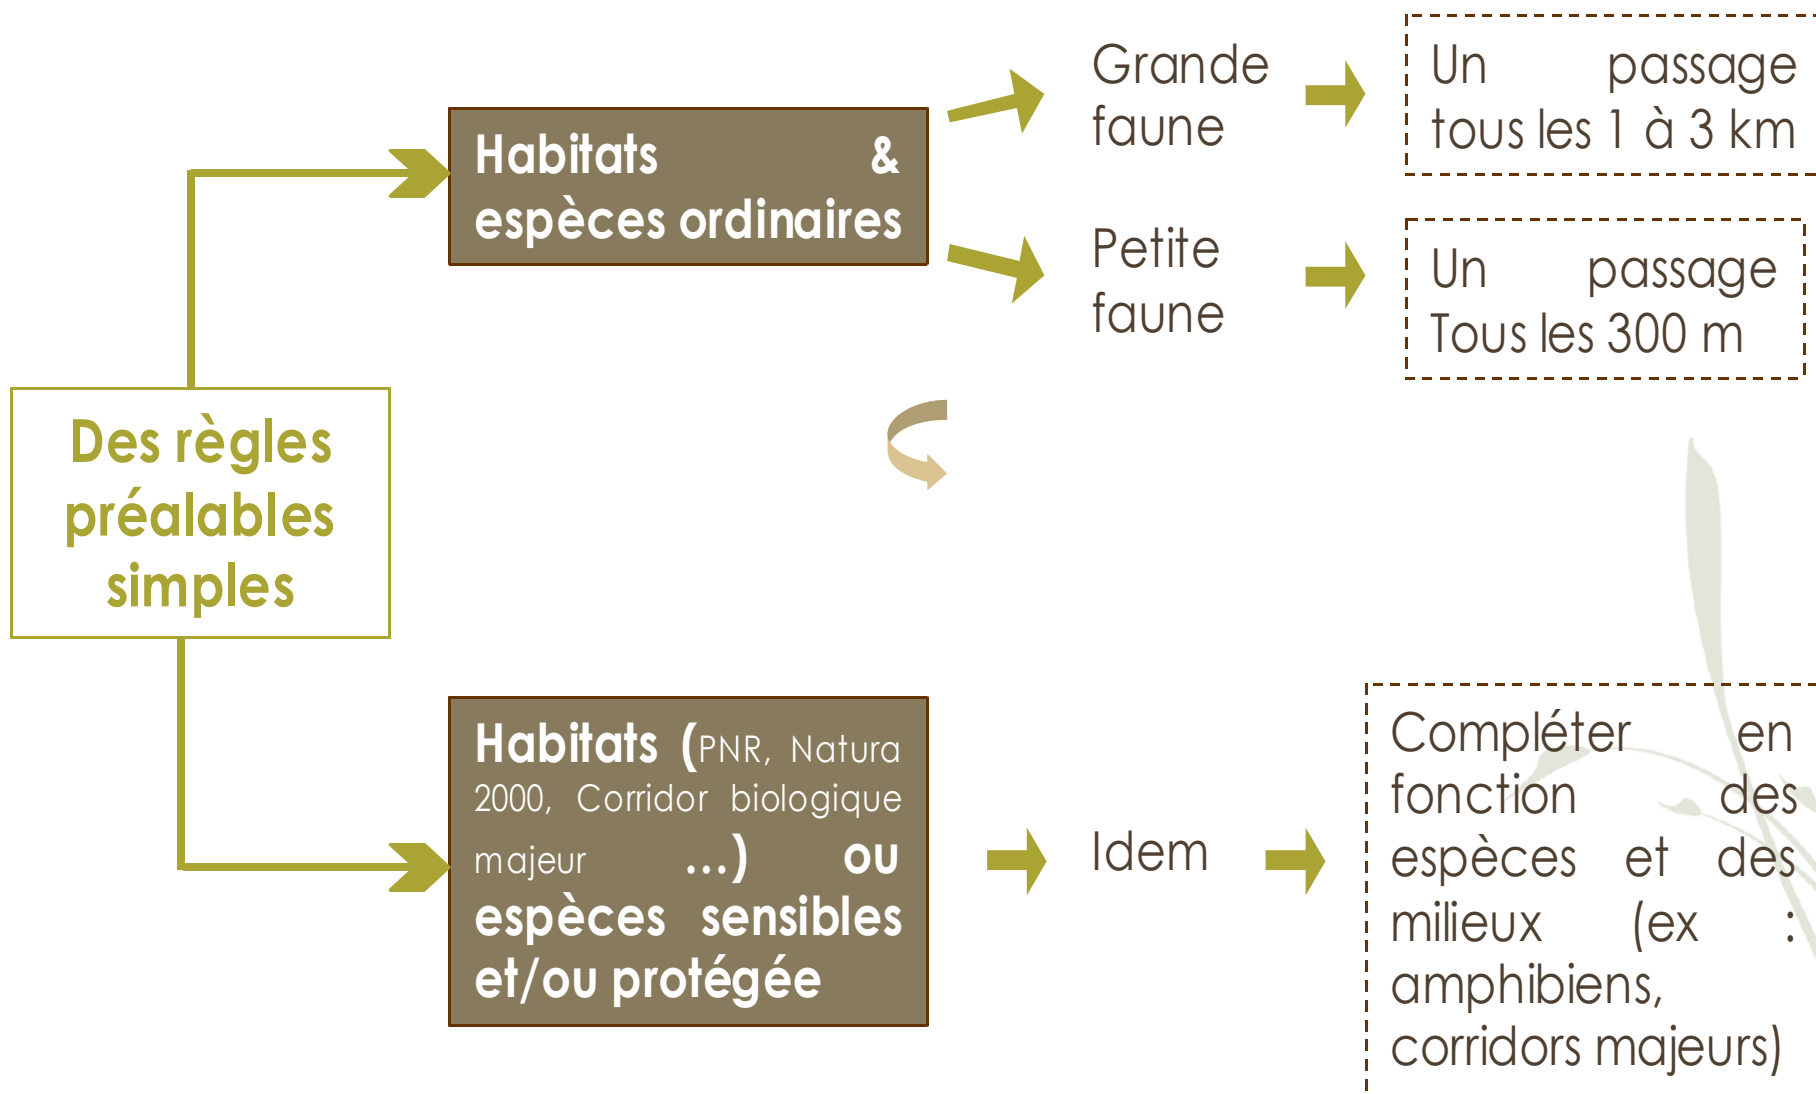 Des règles
préalables
simples
Habitats &
espèces ordinaires
Grande
faune
Un passage
tous les 1 à 3 km
Petite
faune
Un passage
Tous les 300 m
Habitats (PNR, Natura
2000, Corridor biologique
majeur ...) ou
espèces sensibles
et/ou protégée
Idem
Compléter en
fonction des
espèces et des
milieux (ex :
amphibiens,
corridors majeurs)